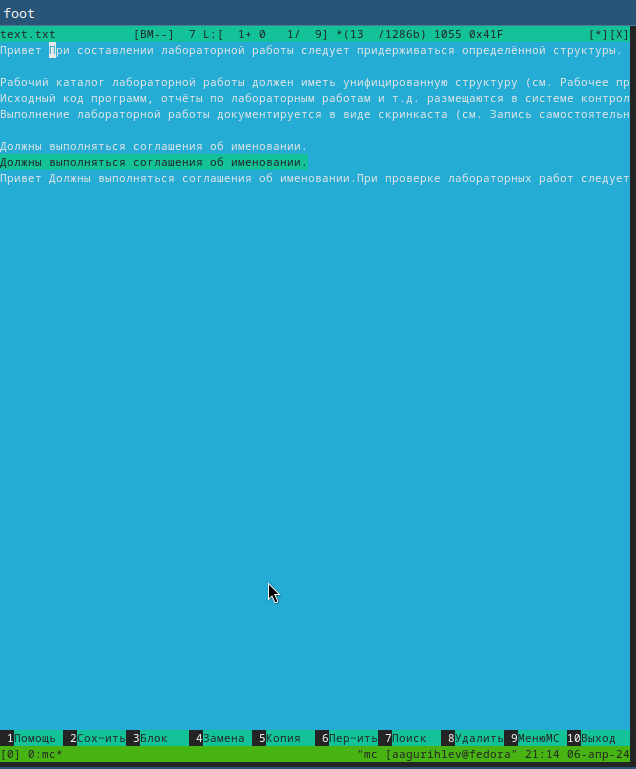 foot
text.txt [BM--] 7 L:[ 1+ 0 1/ 9] *(13 /1286b) 1055 0x41F [*][X]
Привет При составлении лабораторной работы следует придерживаться определённой структуры.
Рабочий каталог лабораторной работы должен иметь унифицированную структуру (см. Рабочее пр
Исходный код программ, отчёты по лабораторным работам и т.д. размещаются в системе контрол
Выполнение лабораторной работы документируется в виде скринкаста (см. Запись самостоятельн
Должны выполняться соглашения об именовании.
Должны выполняться соглашения об именовании.
Привет Должны выполняться соглашения об именовании.При проверке лабораторных работ следует
1Помощь 2Сох~ить 3Блок 4Замена 5Копия 6Пер~ить 7Поиск 8Удалить 9МенюMC 10Выход
[0] 0:mc* "mc [aagurihlev@fedora" 21:14 06-апр-24